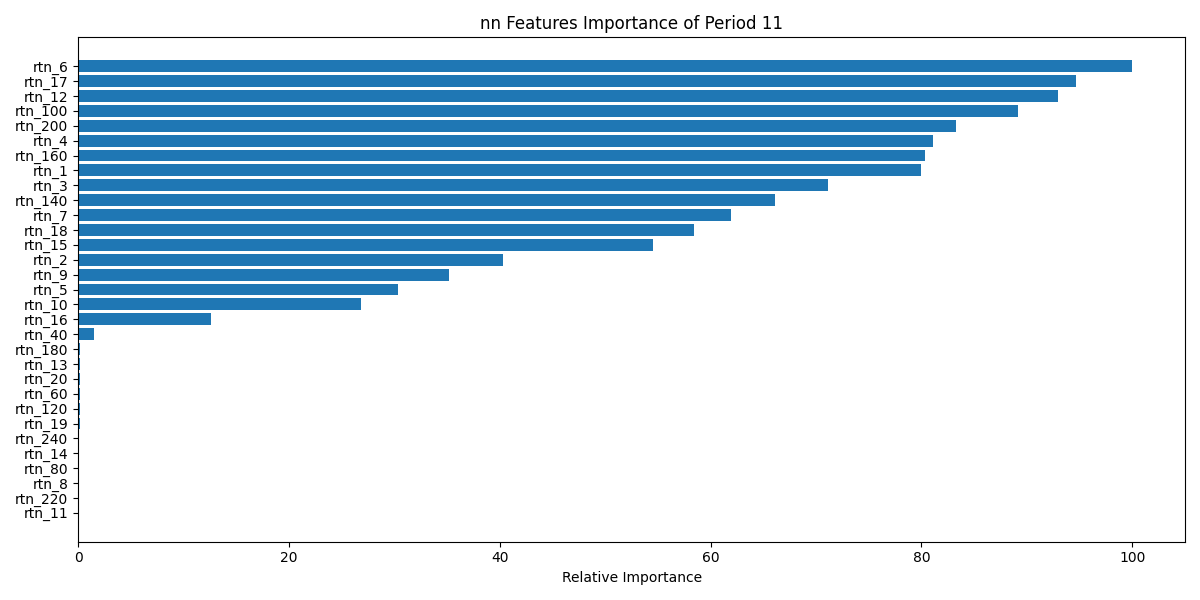 nn Features Importance of Period 11
rtn_6
rtn_17
rtn_12
rtn_100
rtn_200
rtn_4
rtn_160
rtn_1
rtn_3
rtn_140
rtn_7
rtn_18
rtn_15
rtn_2
rtn_9
rtn_5
rtn_10
rtn_16
rtn_40
rtn_180
rtn_13
rtn_20
rtn_60
rtn_120
rtn_19
rtn_240
rtn_14
rtn_80
rtn_8
rtn_220
rtn_11
0 20 40 60 80 100
Relative Importance